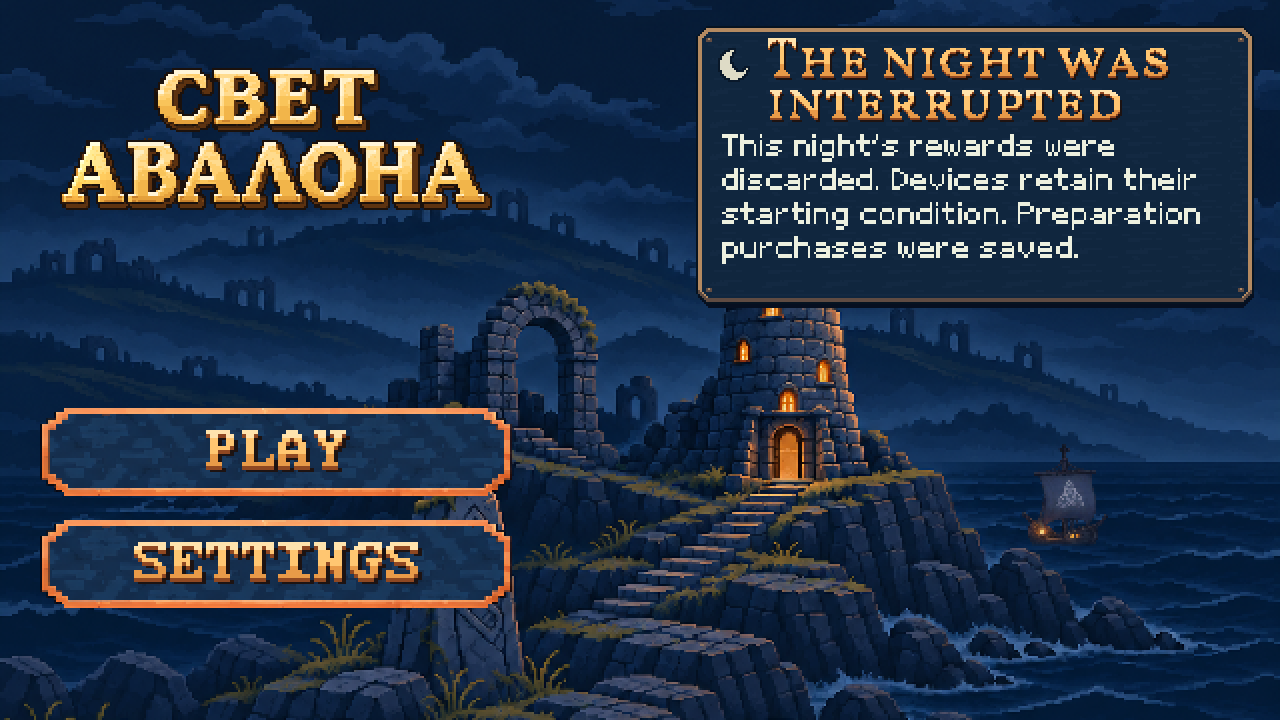 СВЕТ
АВАЛОНА
THE NIGHT WAS
INTERRUPTED
This night's rewards were
discarded. Devices retain their
starting condition. Preparation
purchases were saved.
PLAY
SETTINGS